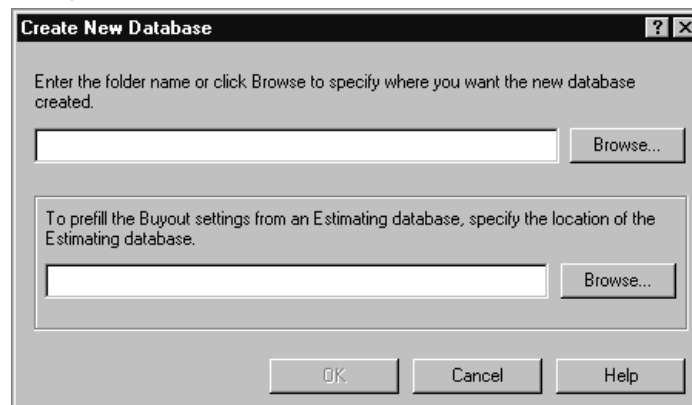 Create New Database
Enter the folder name or click Browse to specify where you want the new database
created.
Browse...
To prefill the Buyout settings from an Estimating database, specify the location of the
Estimating database.
Browse...
OK
Cancel
Help